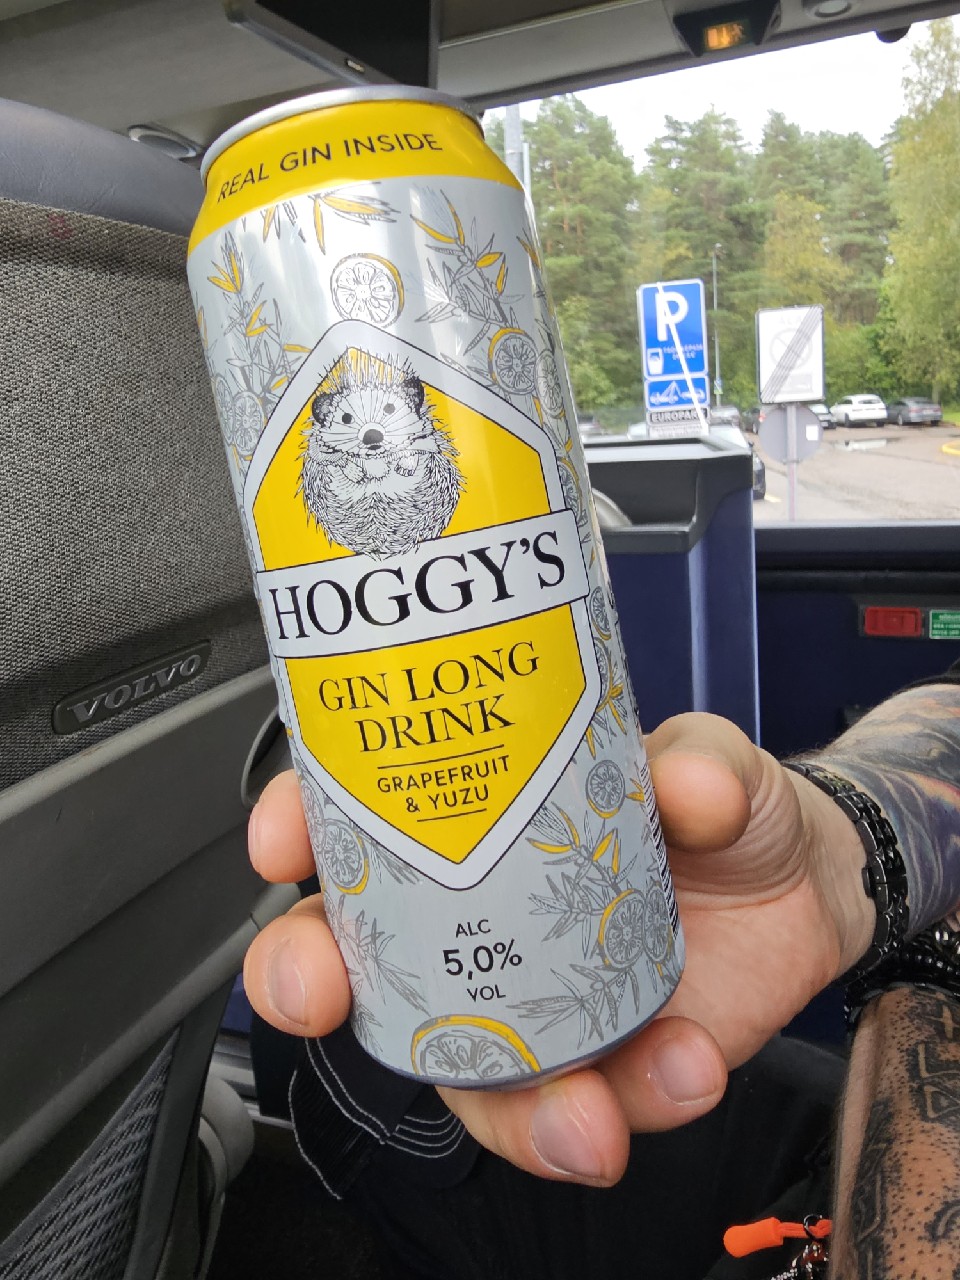 REAL GIN INSIDE
HOGGY'S
GIN LONG
DRINK
GRAPEFRUIT
& YUZU
ALC
5,0%
VOL
VOLVO
P
EUROPARK